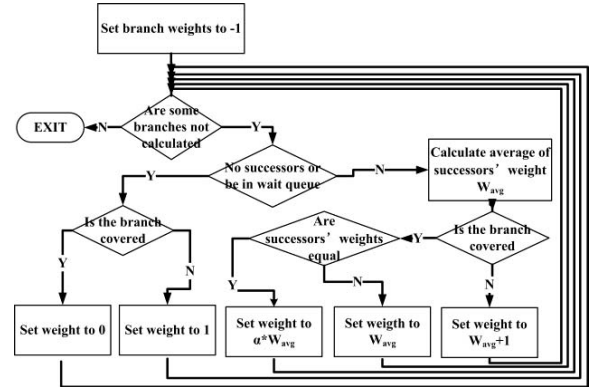 Set branch weights to -1
Are some
branches not
calculated
N
EXIT
Y
No successors or
be in wait queue
N
Calculate average of
successors' weight
Wavg
Y
Is the branch
covered
Are
successors' weights
equal
Y
Is the branch
covered
Y
N
Y
N
N
Set weight to 0
Set weight to 1
Set weight to
α*Wavg
Set weigth to
Wavg
Set weight to
Wavg+1